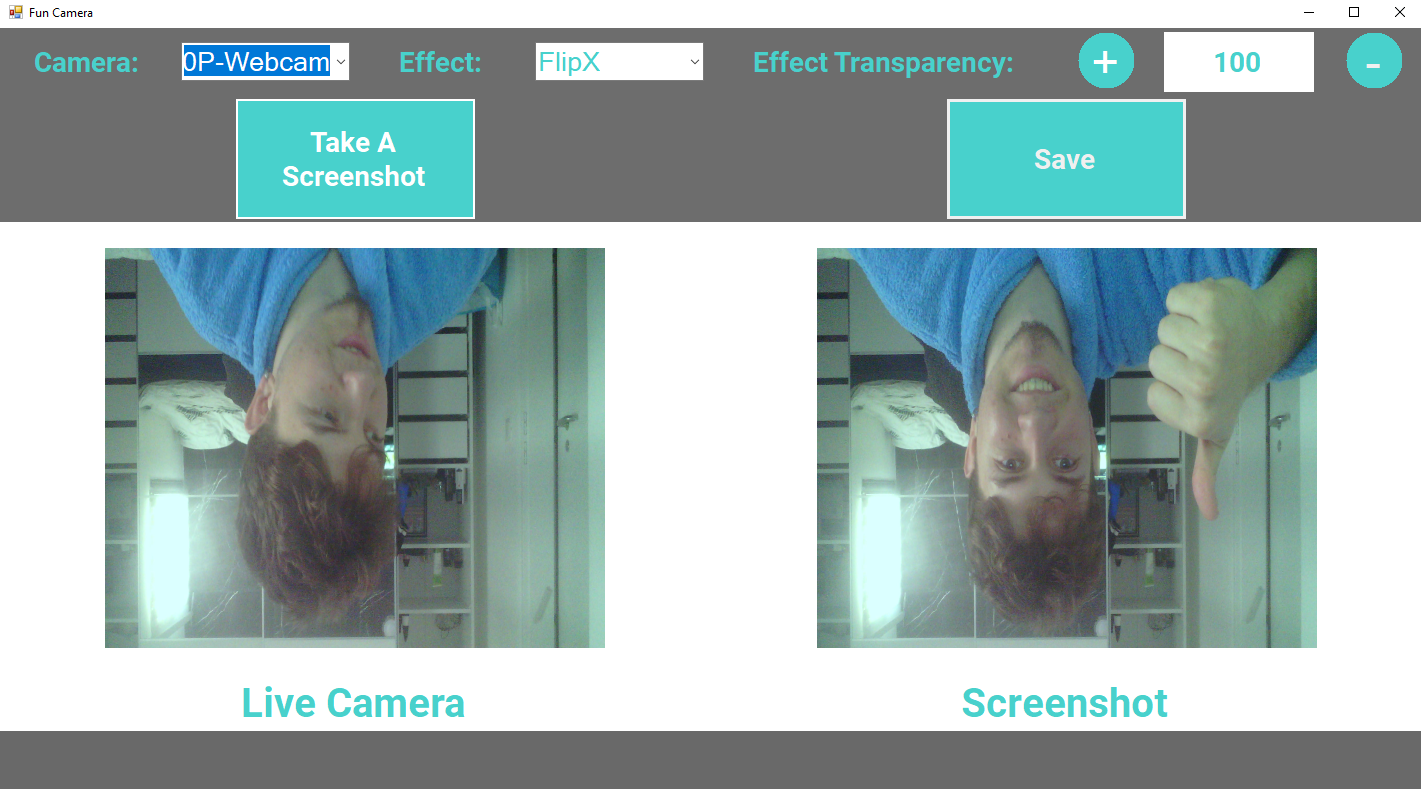 Fun Camera
Camera:
0P-Webcam
Effect:
FlipX
Effect Transparency:
+
100
-
Take A
Screenshot
Save
Live Camera
Screenshot